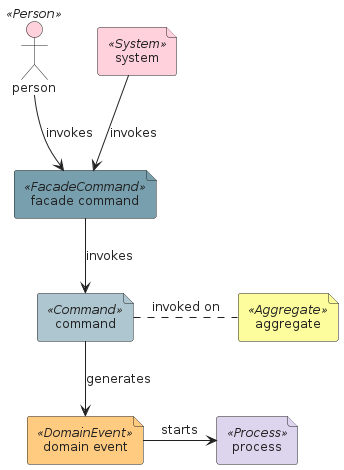 «Person»
person
«System»
system
invokes
invokes
«FacadeCommand»
facade command
invokes
«Command»
command
invoked on
«Aggregate»
aggregate
generates
«DomainEvent»
domain event
starts
«Process»
process